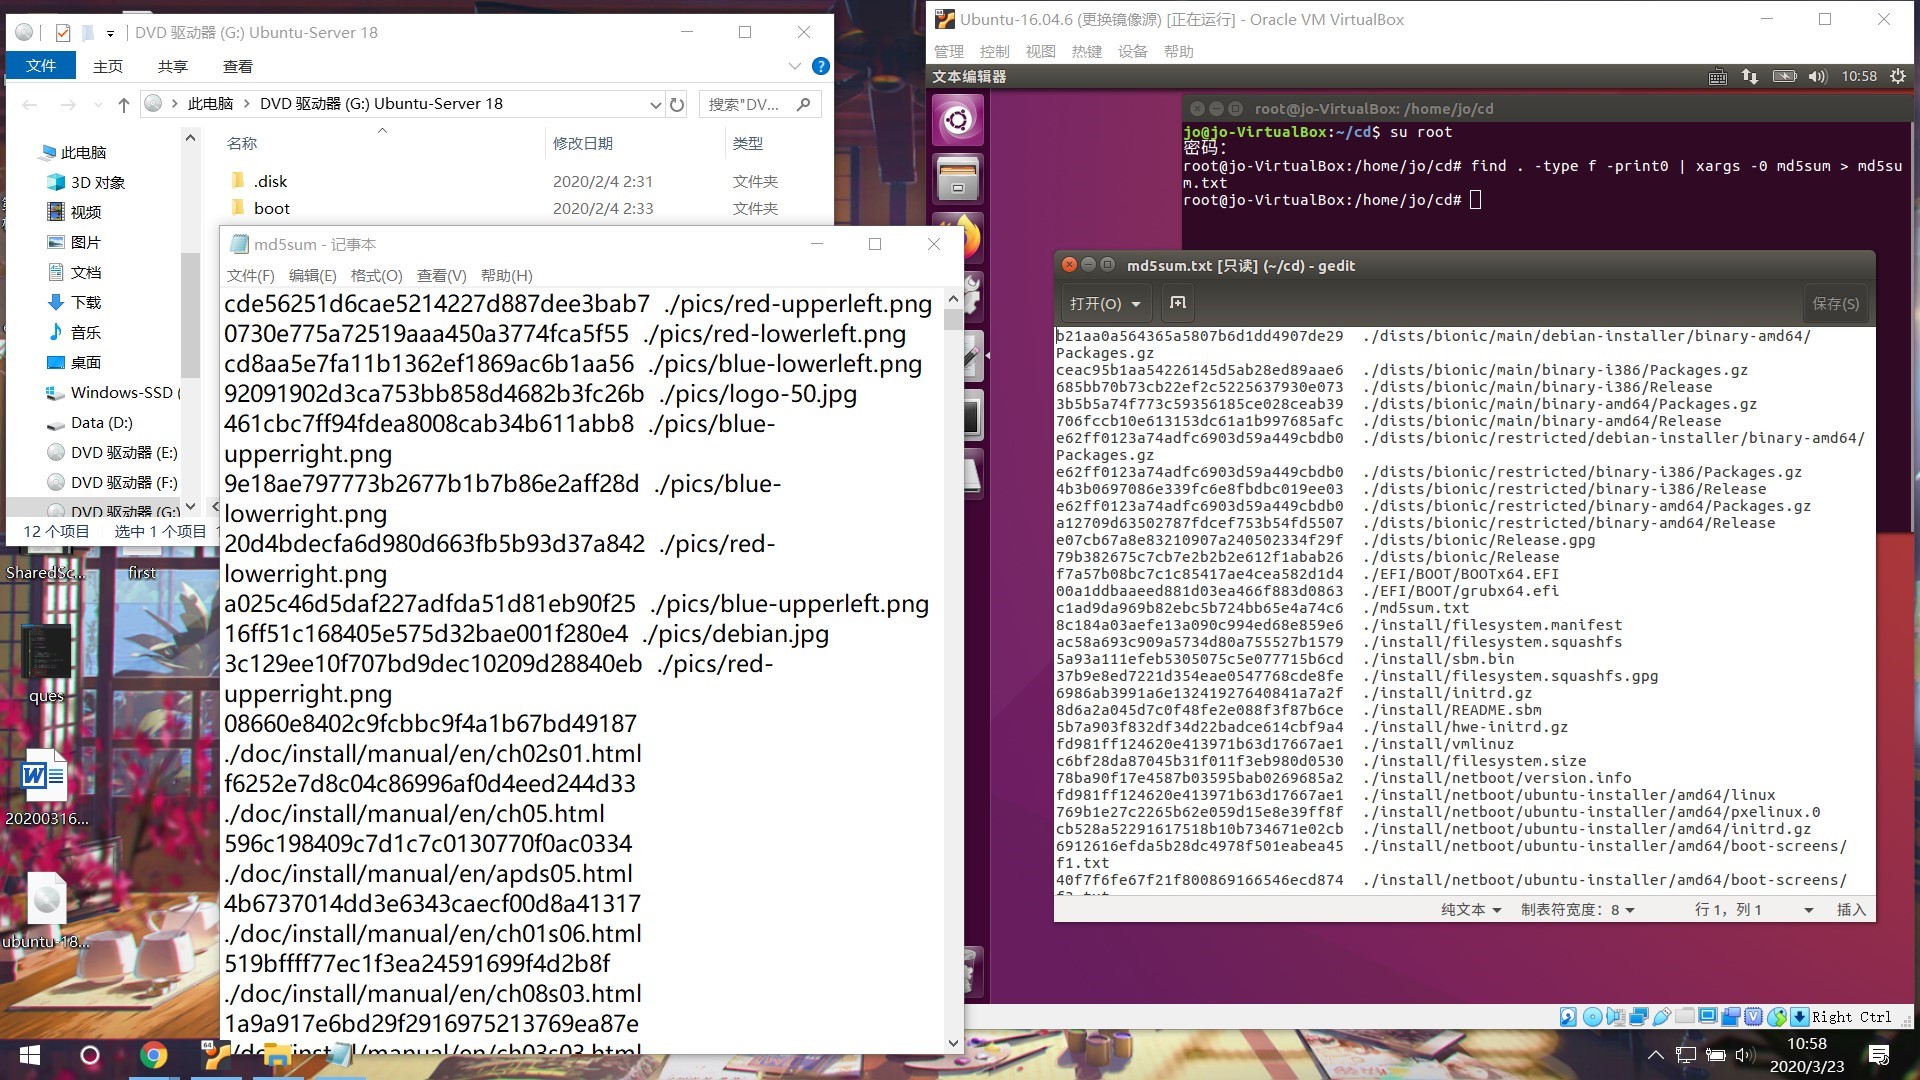 DVD 驱动器 (G:) Ubuntu-Server 18
文件
主页
共享
查看
此电脑
DVD 驱动器 (G:) Ubuntu-Server 18
搜索"DV...
名称
修改日期
类型
此电脑
3D 对象
视频
图片
文档
下载
音乐
桌面
Windows-SSD (
Data (D:)
DVD 驱动器 (E:)
DVD 驱动器 (F:)
DVD 驱动器 (G:)
.disk 2020/2/4 2:31 文件夹
boot 2020/2/4 2:33 文件夹
12 个项目 选中 1 个项目
md5sum - 记事本
文件(F) 编辑(E) 格式(O) 查看(V) 帮助(H)
cde56251d6cae5214227d887dee3bab7 ./pics/red-upperleft.png
0730e775a72519aaa450a3774fca5f55 ./pics/red-lowerleft.png
cd8aa5e7fa11b1362ef1869ac6b1aa56 ./pics/blue-lowerleft.png
92091902d3ca753bb858d4682b3fc26b ./pics/logo-50.jpg
461cbc7ff94fdea8008cab34b611abb8 ./pics/blue-
upperright.png
9e18ae797773b2677b1b7b86e2aff28d ./pics/blue-
lowerright.png
20d4bdecfa6d980d663fb5b93d37a842 ./pics/red-
lowerright.png
a025c46d5daf227adfda51d81eb90f25 ./pics/blue-upperleft.png
16ff51c168405e575d32bae001f280e4 ./pics/debian.jpg
3c129ee10f707bd9dec10209d28840eb ./pics/red-
upperright.png
08660e8402c9fcbbc9f4a1b67bd49187
./doc/install/manual/en/ch02s01.html
f6252e7d8c04c86996af0d4eed244d33
./doc/install/manual/en/ch05.html
596c198409c7d1c7c0130770f0ac0334
./doc/install/manual/en/apds05.html
4b6737014dd3e6343caecf00d8a41317
./doc/install/manual/en/ch01s06.html
519bffff77ec1f3ea24591699f4d2b8f
./doc/install/manual/en/ch08s03.html
1a9a917e6bd29f2916975213769ea87e
./doc/install/manual/en/ch03s03.html
SharedSc...
first
ques
20200316...
ubuntu-18...
Ubuntu-16.04.6 (更换镜像源) [正在运行] - Oracle VM VirtualBox
管理 控制 视图 热键 设备 帮助
文本编辑器
10:58
root@jo-VirtualBox: /home/jo/cd
jo@jo-VirtualBox:~/cd$ su root
密码:
root@jo-VirtualBox:/home/jo/cd# find . -type f -print0 | xargs -0 md5sum > md5su
m.txt
root@jo-VirtualBox:/home/jo/cd#
md5sum.txt [只读] (~/cd) - gedit
打开(O)
保存(S)
b21aa0a564365a5807b6d1dd4907de29 ./dists/bionic/main/debian-installer/binary-amd64/
Packages.gz
ceac95b1aa54226145d5ab28ed89aae6 ./dists/bionic/main/binary-i386/Packages.gz
685bb70b73cb22ef2c5225637930e073 ./dists/bionic/main/binary-i386/Release
3b5b5a74f773c59356185ce028ceab39 ./dists/bionic/main/binary-amd64/Packages.gz
706fccb10e613153dc61a1b997685afc ./dists/bionic/main/binary-amd64/Release
e62ff0123a74adfc6903d59a449cbdb0 ./dists/bionic/restricted/debian-installer/binary-amd64/
Packages.gz
e62ff0123a74adfc6903d59a449cbdb0 ./dists/bionic/restricted/binary-i386/Packages.gz
4b3b0697086e339fc6e8fbdbc019ee03 ./dists/bionic/restricted/binary-i386/Release
e62ff0123a74adfc6903d59a449cbdb0 ./dists/bionic/restricted/binary-amd64/Packages.gz
a12709d63502787fdcef753b54fd5507 ./dists/bionic/restricted/binary-amd64/Release
e07cb67a8e83210907a240502334f29f ./dists/bionic/Release.gpg
79b382675c7cb7e2b2b2e612f1abab26 ./dists/bionic/Release
f7a57b08bc7c1c85417ae4cea582d1d4 ./EFI/BOOT/BOOTx64.EFI
00a1ddbaaeed881d03ea466f883d0863 ./EFI/BOOT/grubx64.efi
c1ad9da969b82ebc5b724bb65e4a74c6 ./md5sum.txt
8c184a03aefe13a090c994ed68e859e6 ./install/filesystem.manifest
ac58a693c909a5734d80a755527b1579 ./install/filesystem.squashfs
5a93a111efeb5305075c5e077715b6cd ./install/sbm.bin
37b9e8ed7221d354eae0547768cde8fe ./install/filesystem.squashfs.gpg
6986ab3991a6e13241927640841a7a2f ./install/initrd.gz
8d6a2a045d7c0f48fe2e088f3f87b6ce ./install/README.sbm
5b7a903f832df34d22badce614cbf9a4 ./install/hwe-initrd.gz
fd981ff124620e413971b63d17667ae1 ./install/vmlinuz
c6bf28da87045b31f011f3eb980d0530 ./install/filesystem.size
78ba90f17e4587b03595bab0269685a2 ./install/netboot/version.info
fd981ff124620e413971b63d17667ae1 ./install/netboot/ubuntu-installer/amd64/linux
769b1e27c2265b62e059d15e8e39ff8f ./install/netboot/ubuntu-installer/amd64/pxelinux.0
cb528a52291617518b10b734671e02cb ./install/netboot/ubuntu-installer/amd64/initrd.gz
6912616efda5b28dc4978f501eabea45 ./install/netboot/ubuntu-installer/amd64/boot-screens/
f1.txt
40f7f6fe67f21f800869166546ecd874 ./install/netboot/ubuntu-installer/amd64/boot-screens/
纯文本 制表符宽度: 8 行 1, 列 1 插入
Right Ctrl
10:58
2020/3/23